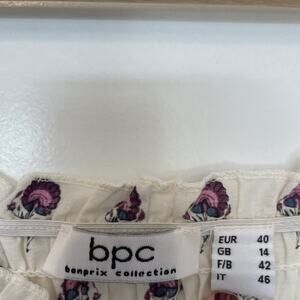 bpc
bonprix collection
EUR 40
GB 14
F/B 42
IT 46